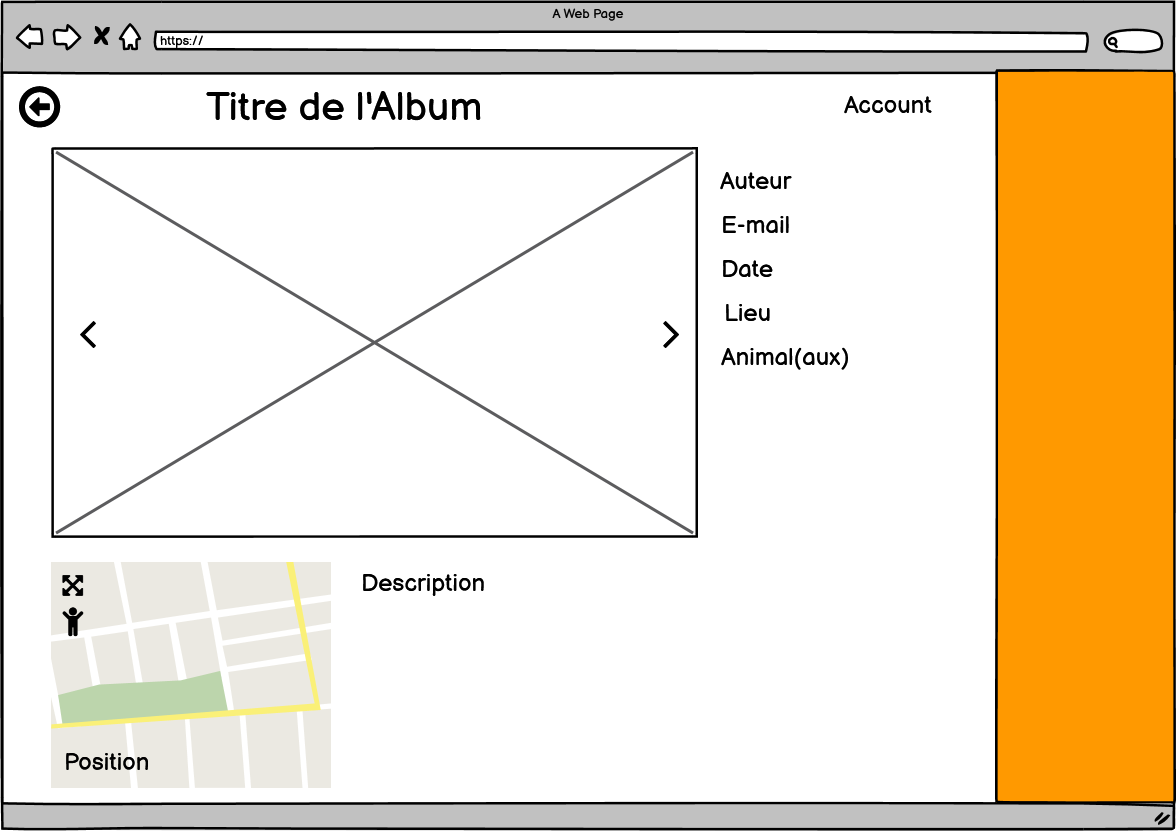 A Web Page
https://
Titre de l'Album
Account
Auteur
E-mail
Date
Lieu
Animal(aux)
Description
Position